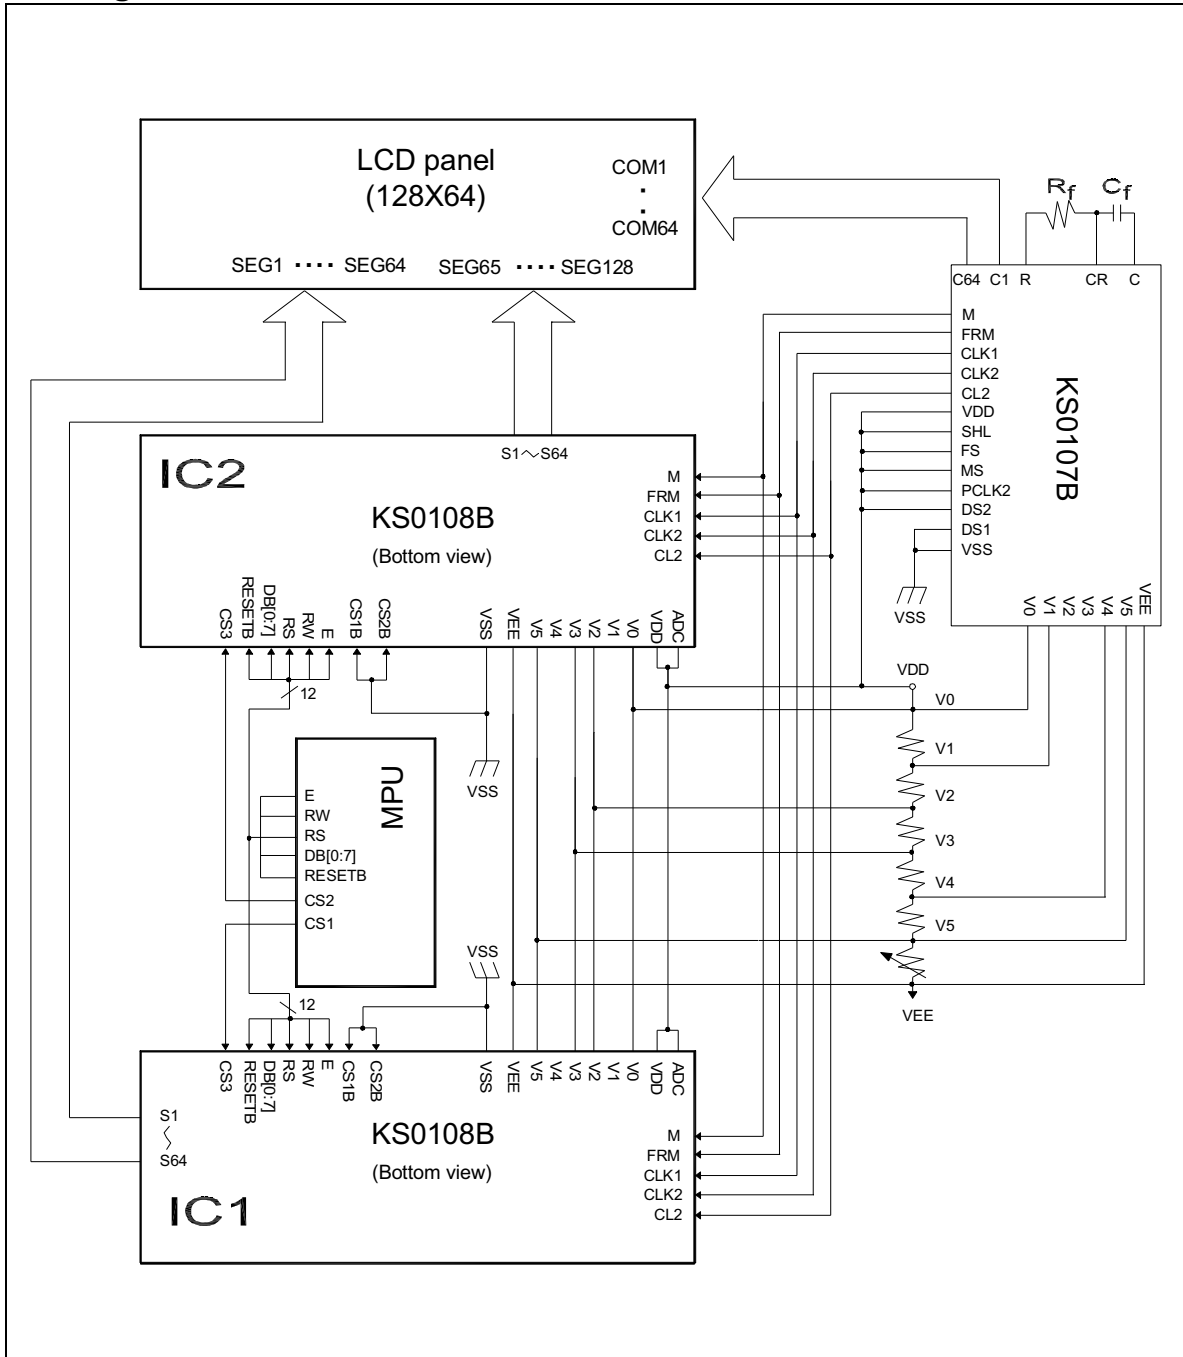 LCD panel
(128X64)
COM1
COM64
SEG1 ···· SEG64 SEG65 ···· SEG128
Rf Cf
C64 C1 R CR C
M
FRM
CLK1
CLK2
CL2
VDD
SHL
FS
MS
PCLK2
DS2
DS1
VSS
KS0107B
V0 V1 V2 V3 V4 V5 VEE
VSS
S1~S64
IC2
KS0108B
(Bottom view)
M
FRM
CLK1
CLK2
CL2
CS3 RESETB DB[0:7] RS RW E CS1B CS2B VSS VEE V5 V4 V3 V2 V1 V0 VDD ADC
12
VSS
VDD
V0
V1
V2
V3
V4
V5
VEE
MPU
E
RW
RS
DB[0:7]
RESETB
CS2
CS1
VSS
12
CS3 RESETB DB[0:7] RS RW E CS1B CS2B VSS VEE V5 V4 V3 V2 V1 V0 VDD ADC
S1
~
S64
KS0108B
(Bottom view)
IC1
M
FRM
CLK1
CLK2
CL2